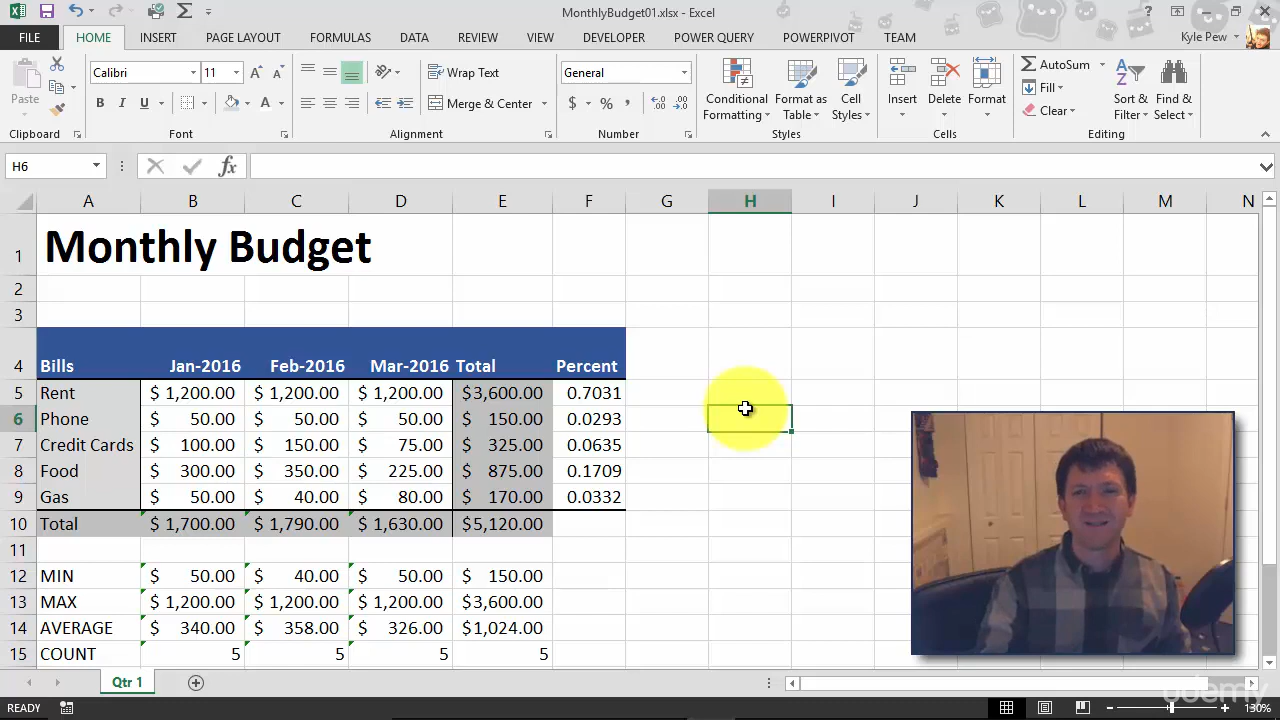 MonthlyBudget01.xlsx - Excel
FILE HOME INSERT PAGE LAYOUT FORMULAS DATA REVIEW VIEW DEVELOPER POWER QUERY POWERPIVOT TEAM Kyle Pew
Paste Calibri 11 Wrap Text General AutoSum
B I U Merge & Center $ % , Conditional Formatting Format as Table Cell Styles Insert Delete Format Fill Clear Sort & Filter Find & Select
Clipboard Font Alignment Number Styles Cells Editing
H6 fx
A B C D E F G H I J K L M N
1 Monthly Budget
2
3
4 Bills Jan-2016 Feb-2016 Mar-2016 Total Percent
5 Rent $ 1,200.00 $ 1,200.00 $ 1,200.00 $3,600.00 0.7031
6 Phone $ 50.00 $ 50.00 $ 50.00 $ 150.00 0.0293
7 Credit Cards $ 100.00 $ 150.00 $ 75.00 $ 325.00 0.0635
8 Food $ 300.00 $ 350.00 $ 225.00 $ 875.00 0.1709
9 Gas $ 50.00 $ 40.00 $ 80.00 $ 170.00 0.0332
10 Total $ 1,700.00 $ 1,790.00 $ 1,630.00 $5,120.00
11
12 MIN $ 50.00 $ 40.00 $ 50.00 $ 150.00
13 MAX $ 1,200.00 $ 1,200.00 $ 1,200.00 $3,600.00
14 AVERAGE $ 340.00 $ 358.00 $ 326.00 $1,024.00
15 COUNT 5 5 5 5
Qtr 1
udemy
READY 130%